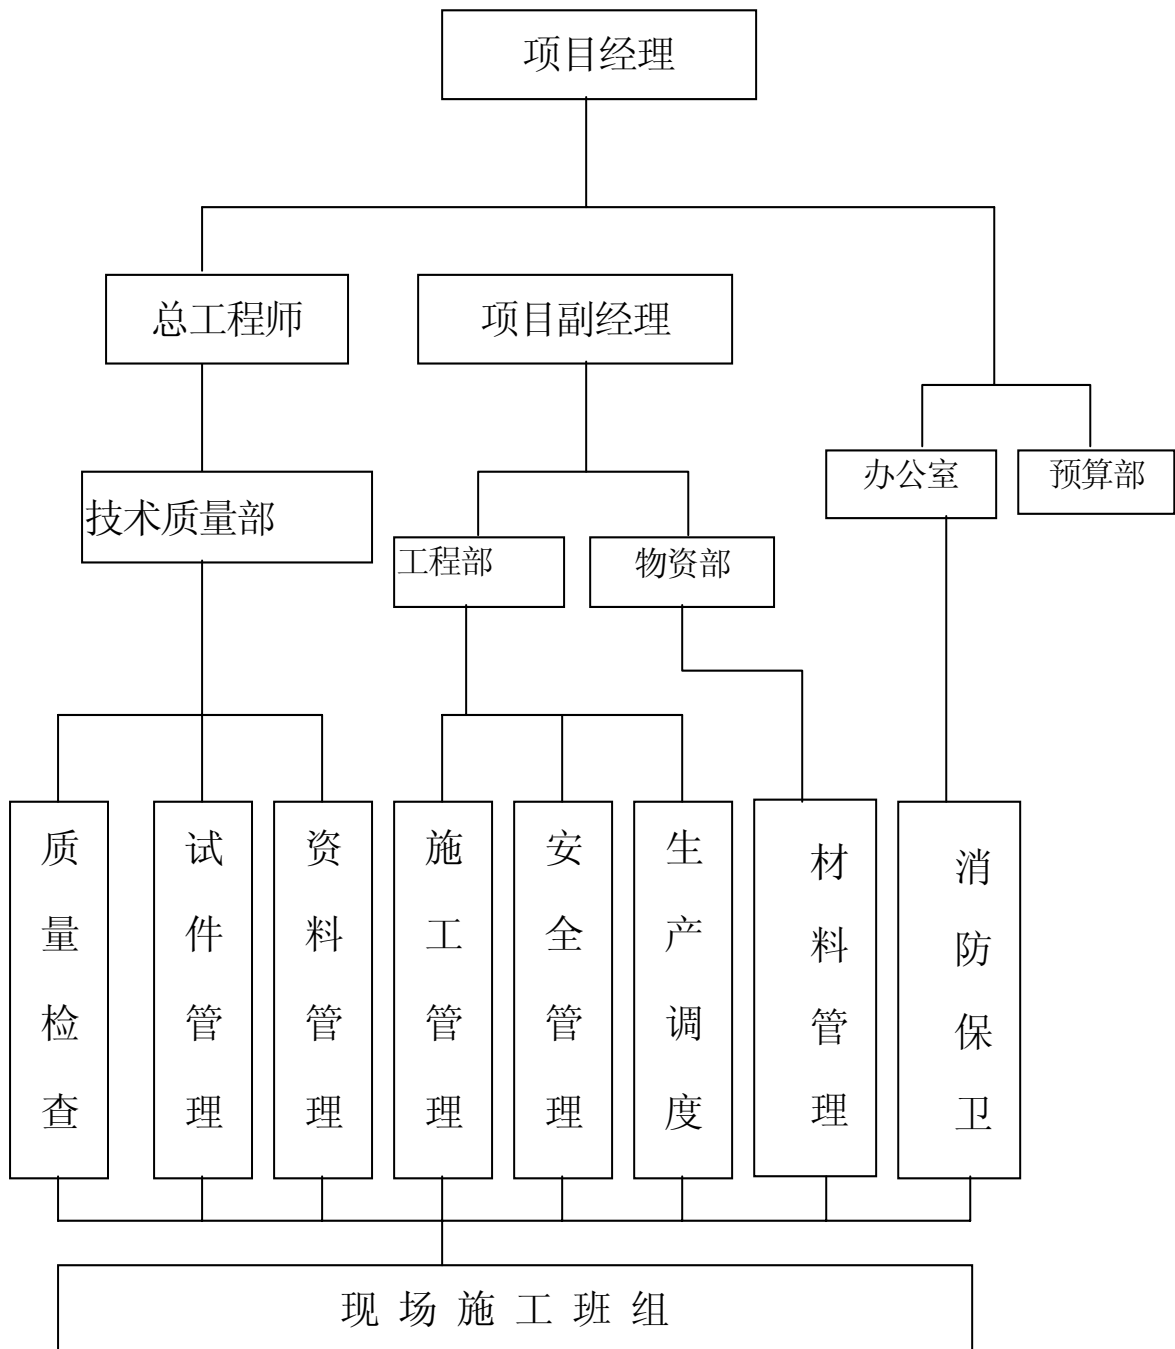 项目经理
总工程师
项目副经理
办公室
预算部
技术质量部
工程部
物资部
质量检查
试件管理
资料管理
施工管理
安全管理
生产调度
材料管理
消防保卫
现场施工班组